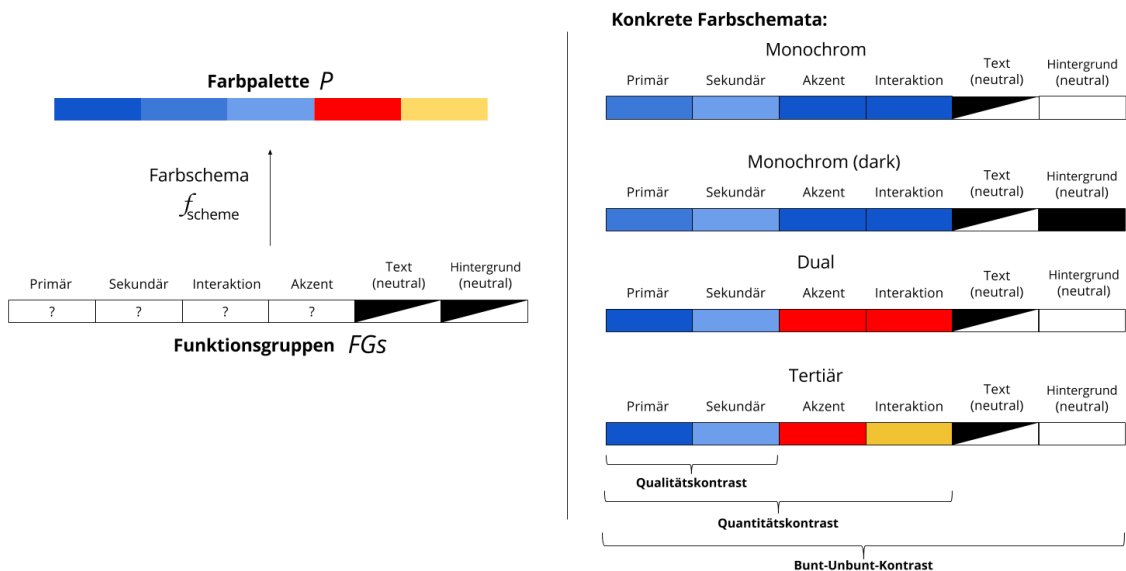 Farbpalette P
Farbschema
fscheme
Primär Sekundär Interaktion Akzent Text (neutral) Hintergrund (neutral)
? ? ? ?
Funktionsgruppen FGs
Konkrete Farbschemata:
Monochrom
Primär Sekundär Akzent Interaktion Text (neutral) Hintergrund (neutral)
Monochrom (dark)
Primär Sekundär Akzent Interaktion Text (neutral) Hintergrund (neutral)
Dual
Primär Sekundär Akzent Interaktion Text (neutral) Hintergrund (neutral)
Tertiär
Primär Sekundär Akzent Interaktion Text (neutral) Hintergrund (neutral)
Qualitätskontrast
Quantitätskontrast
Bunt-Unbunt-Kontrast